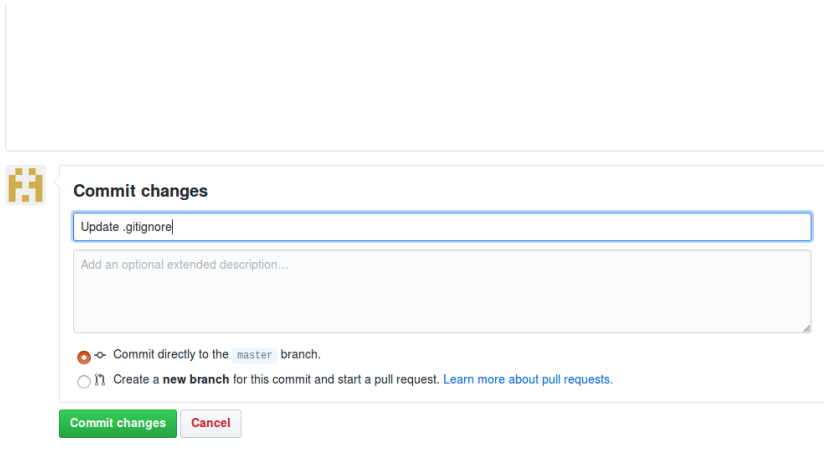 Commit changes
Update .gitignore
Add an optional extended description…
Commit directly to the master branch.
Create a new branch for this commit and start a pull request. Learn more about pull requests.
Commit changes Cancel